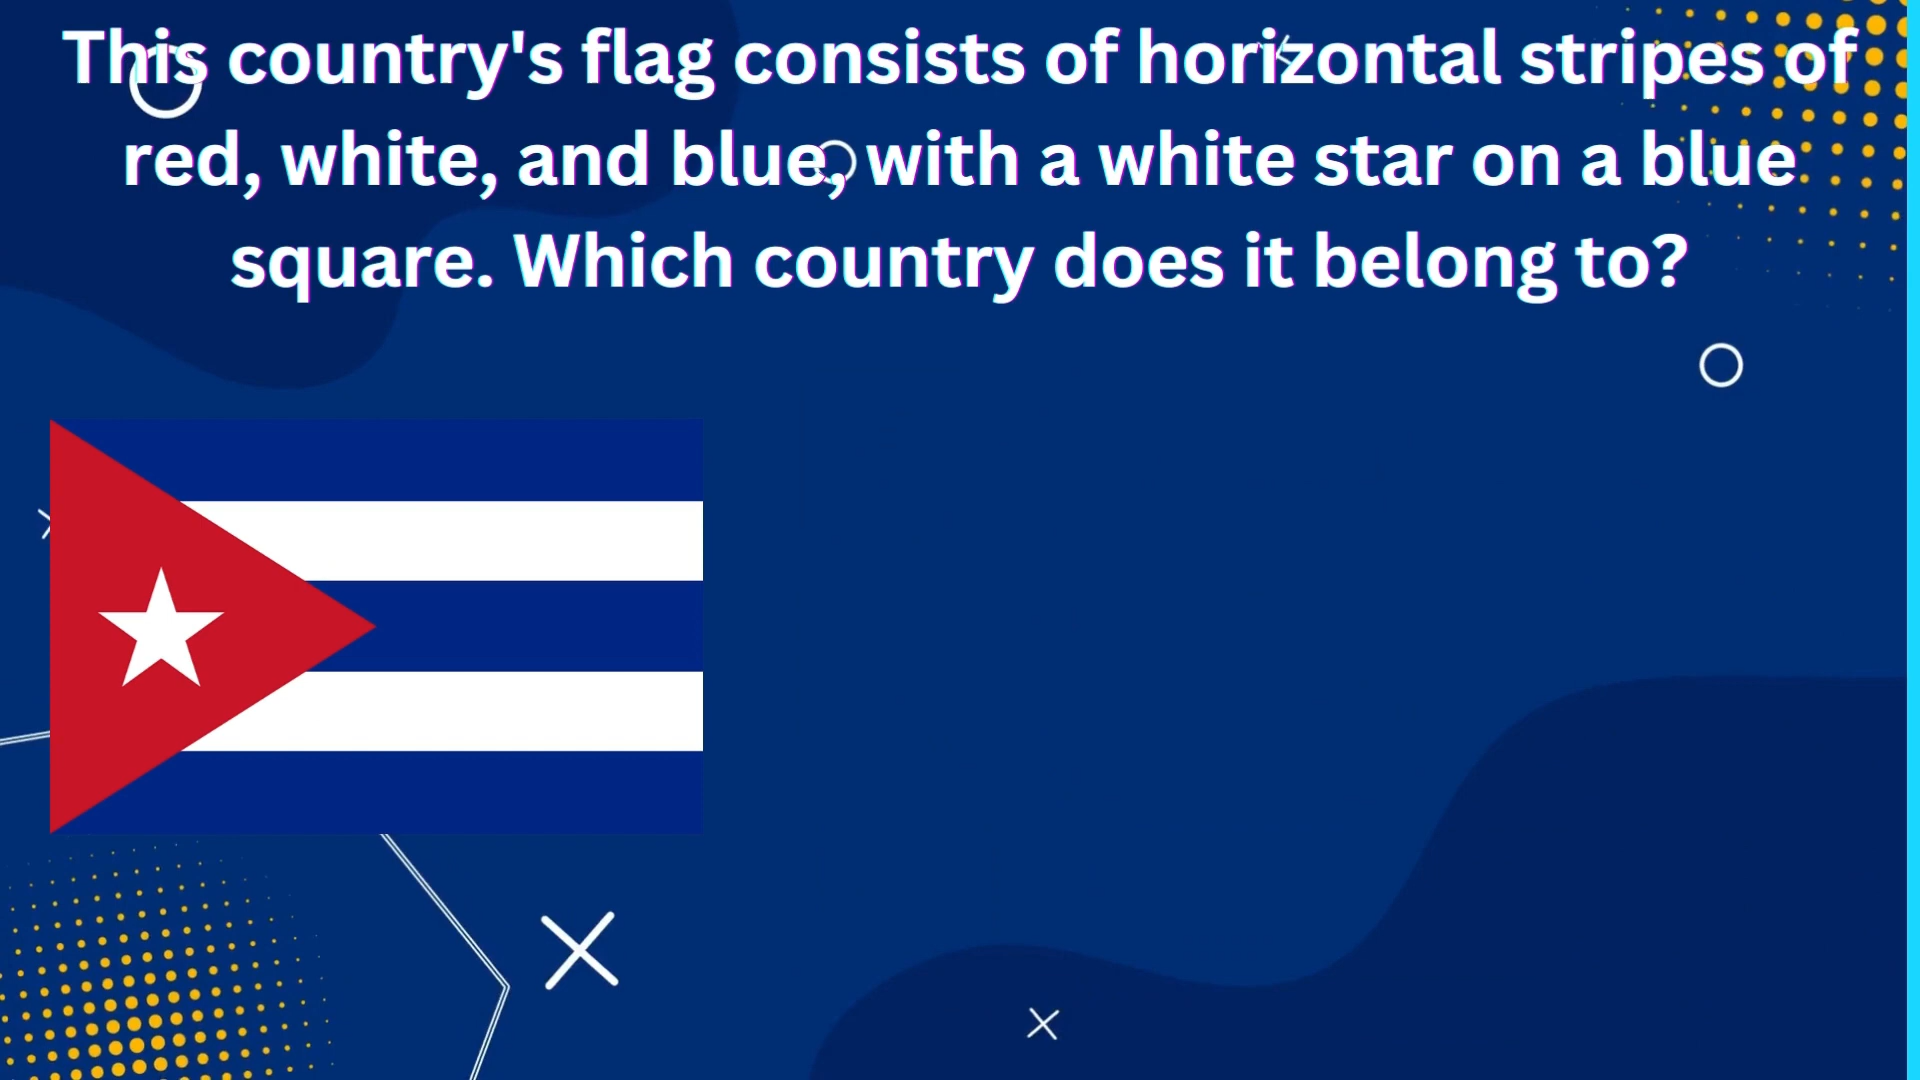 This country's flag consists of horizontal stripes of
red, white, and blue, with a white star on a blue
square. Which country does it belong to?